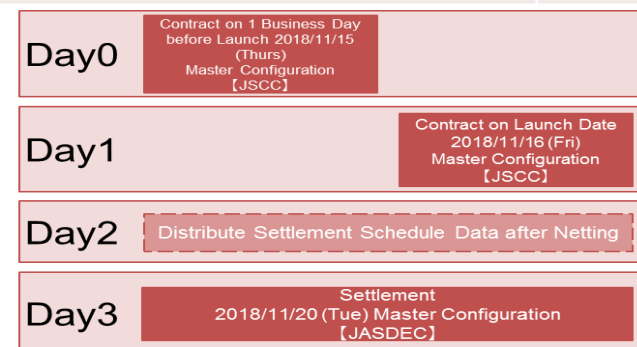 Day0
Contract on 1 Business Day
before Launch 2018/11/15
(Thurs)
Master Configuration
【JSCC】
Day1
Contract on Launch Date
2018/11/16 (Fri)
Master Configuration
【JSCC】
Day2
Distribute Settlement Schedule Data after Netting
Day3
Settlement
2018/11/20 (Tue) Master Configuration
【JASDEC】